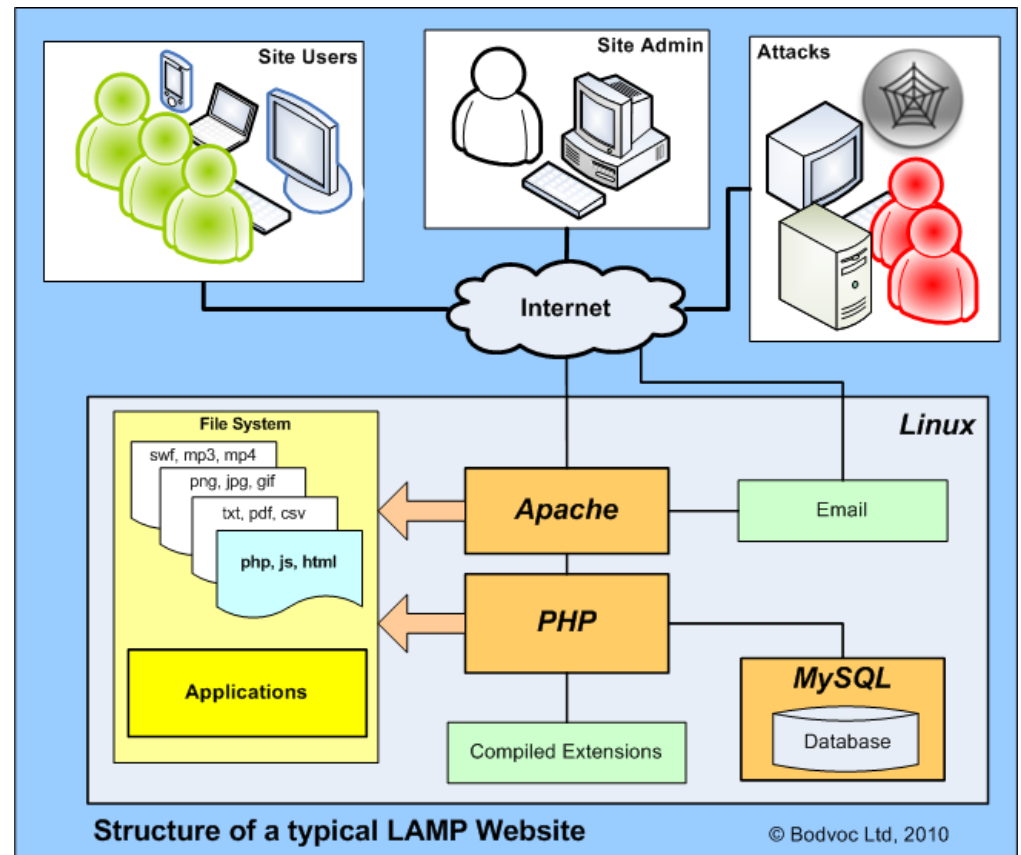 Site Users
Site Admin
Attacks
Internet
Linux
File System
swf, mp3, mp4
png, jpg, gif
txt, pdf, csv
php, js, html
Applications
Apache
Email
PHP
MySQL
Database
Compiled Extensions
Structure of a typical LAMP Website
© Bodvoc Ltd, 2010